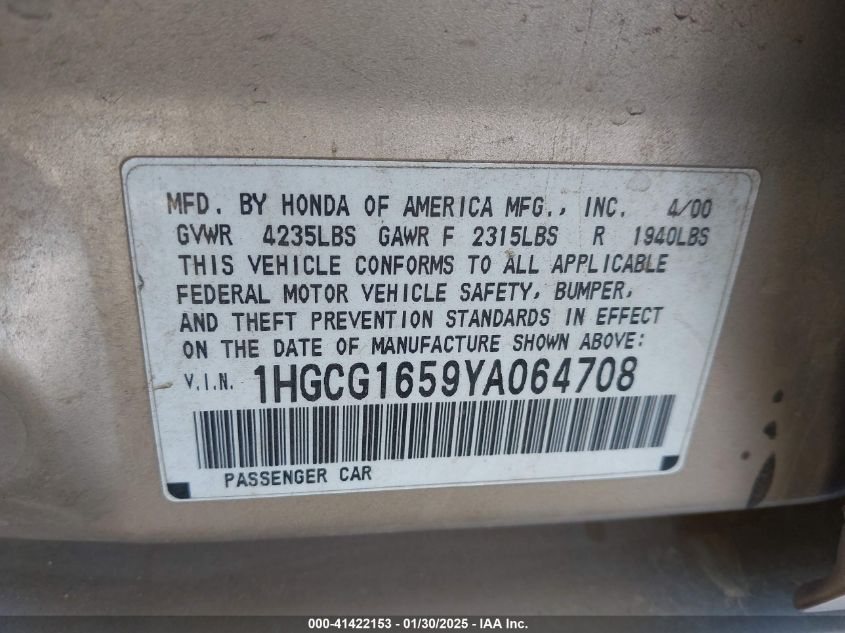 MFD. BY HONDA OF AMERICA MFG., INC. 4/00
GVWR 4235LBS GAWR F 2315LBS R 1940LBS
THIS VEHICLE CONFORMS TO ALL APPLICABLE
FEDERAL MOTOR VEHICLE SAFETY, BUMPER,
AND THEFT PREVENTION STANDARDS IN EFFECT
ON THE DATE OF MANUFACTURE SHOWN ABOVE:
V.I.N. 1HGCG1659YA064708
PASSENGER CAR
000-41422153 - 01/30/2025 - IAA Inc.